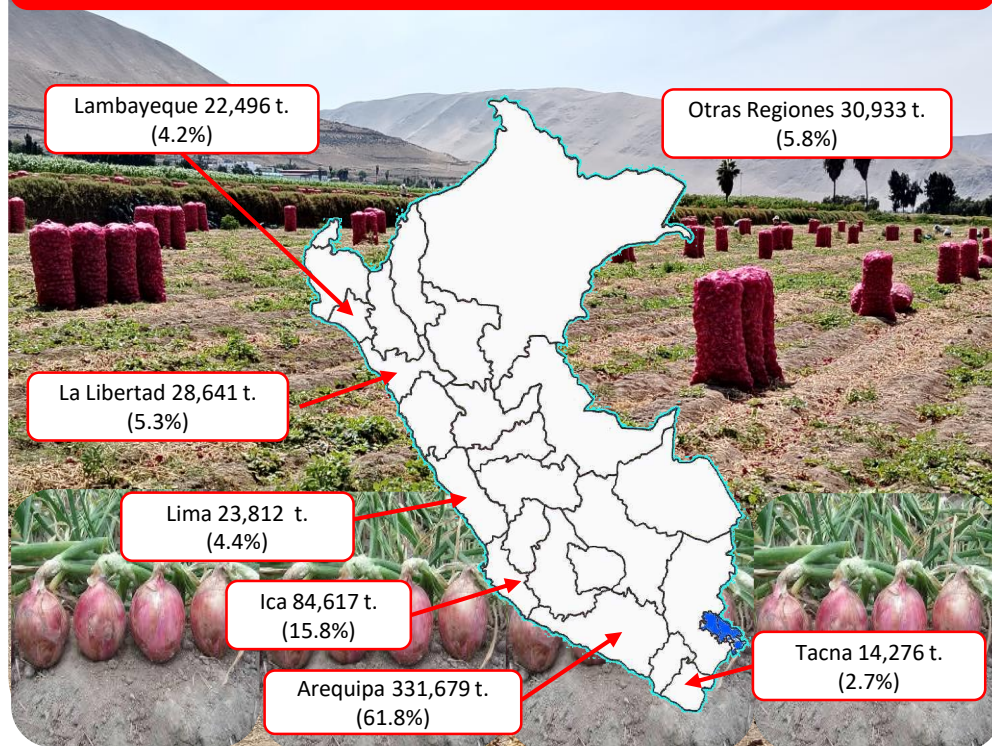 Lambayeque 22,496 t.
(4.2%)
Otras Regiones 30,933 t.
(5.8%)
La Libertad 28,641 t.
(5.3%)
Lima 23,812 t.
(4.4%)
Ica 84,617 t.
(15.8%)
Arequipa 331,679 t.
(61.8%)
Tacna 14,276 t.
(2.7%)